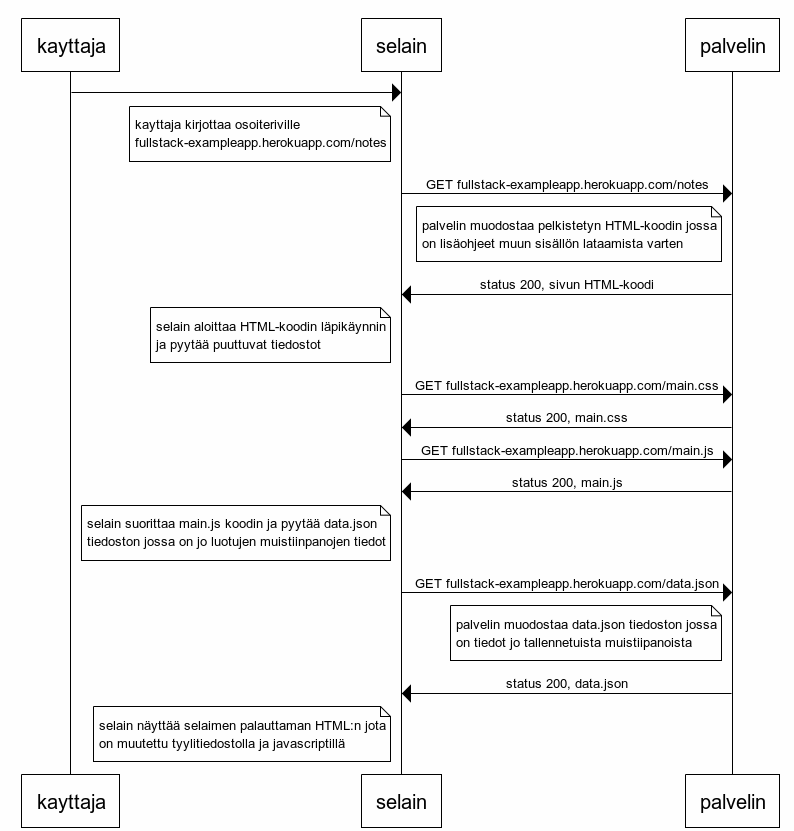 kayttaja
selain
palvelin
kayttaja kirjottaa osoiteriville
fullstack-exampleapp.herokuapp.com/notes
GET fullstack-exampleapp.herokuapp.com/notes
palvelin muodostaa pelkistetyn HTML-koodin jossa
on lisäohjeet muun sisällön lataamista varten
status 200, sivun HTML-koodi
selain aloittaa HTML-koodin läpikäynnin
ja pyytää puuttuvat tiedostot
GET fullstack-exampleapp.herokuapp.com/main.css
status 200, main.css
GET fullstack-exampleapp.herokuapp.com/main.js
status 200, main.js
selain suorittaa main.js koodin ja pyytää data.json
tiedoston jossa on jo luotujen muistiinpanojen tiedot
GET fullstack-exampleapp.herokuapp.com/data.json
palvelin muodostaa data.json tiedoston jossa
on tiedot jo tallennetuista muistiipanoista
status 200, data.json
selain näyttää selaimen palauttaman HTML:n jota
on muutettu tyylitiedostolla ja javascriptillä
kayttaja
selain
palvelin